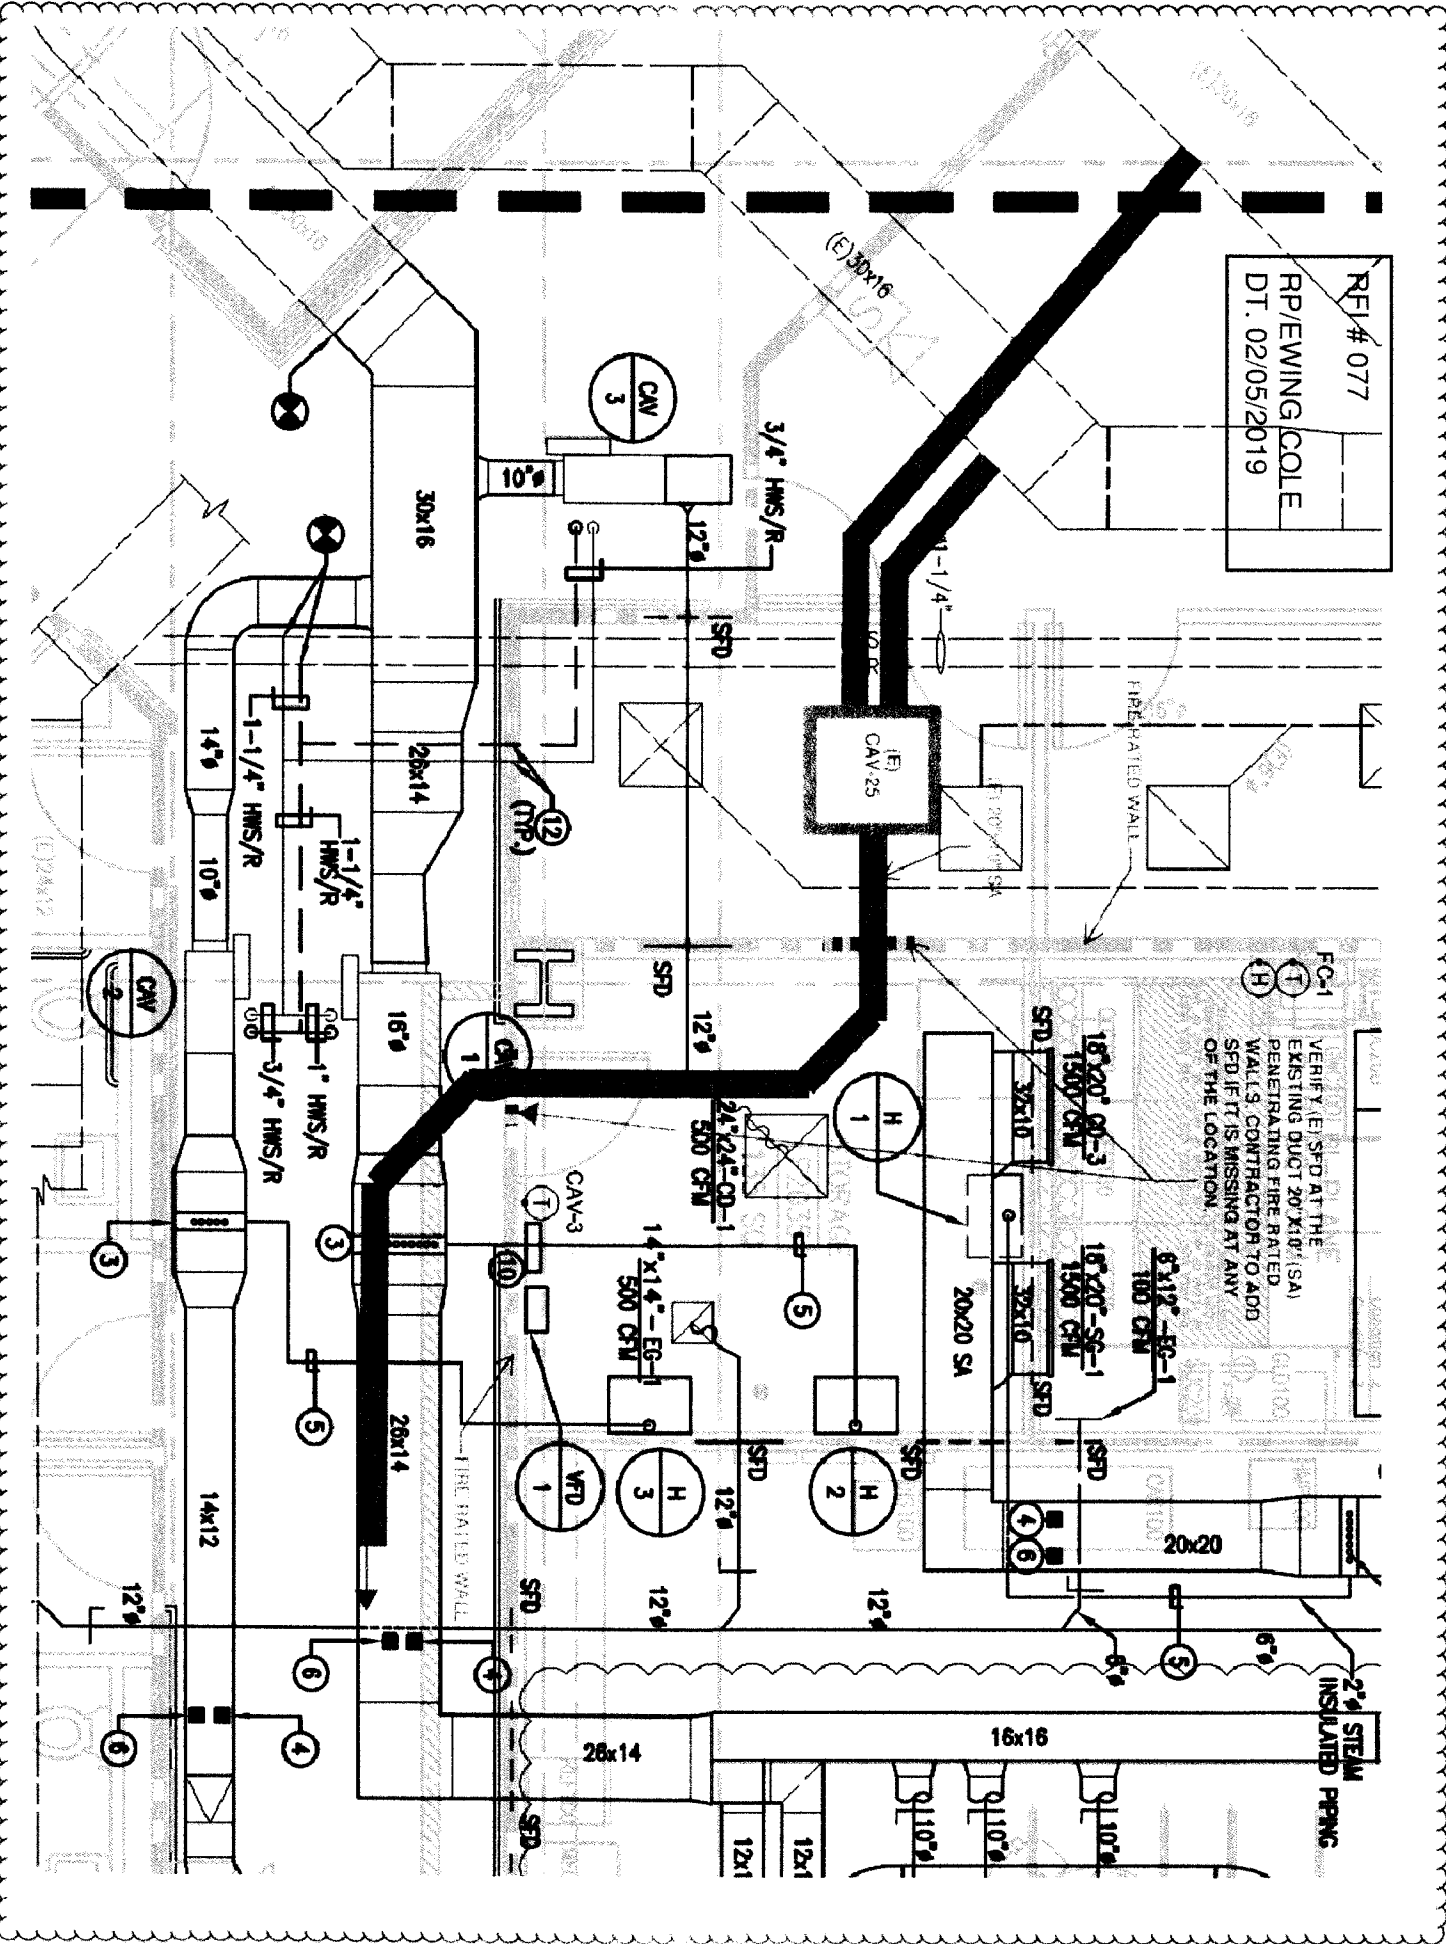 RFI # 077
RP/EWING COLE
DT. 02/05/2019
(E)30x16
(E)30x16
CAV
3
3/4" HWS/R
10"ø
30x16
12"ø
SFD
1-1/4"
(E)
CAV-25
FIRE RATED WALL
14"ø
1-1/4" HWS/R
26x14
12
(TYP.)
1-1/4"
HWS/R
10"ø
(E)24x12
CAV
2
SFD
12"ø
16"ø
1" HWS/R
3/4" HWS/R
1
FC-1
T
H
VERIFY (E) SFD AT THE
EXISTING DUCT 20"X10" (SA)
PENETRATING FIRE RATED
WALLS. CONTRACTOR TO ADD
SFD IF IT IS MISSING AT ANY
OF THE LOCATION.
SFD
18"x20" CD-3
1500 CFM
32x10
H
1
24"x24"-CD-1
500 CFM
CAV-3
T
3
3
10
5
14"x14"-EG-1
500 CFM
20x20 SA
32x10
18"x20"-SG-1
1500 CFM
6"x12"-EG-1
100 CFM
SFD
5
26x14
FIRE RATED WALL
VFD
1
H
3
H
2
SFD
SFD
SFD
12"ø
14x12
4
6
20x20
12"ø
SFD
12"ø
12"ø
6
4
6"ø
5
6"ø
2"ø STEAM
INSULATED PIPING
6
4
26x14
16x16
SFD
12x1
12x1
10"ø
10"ø
10"ø